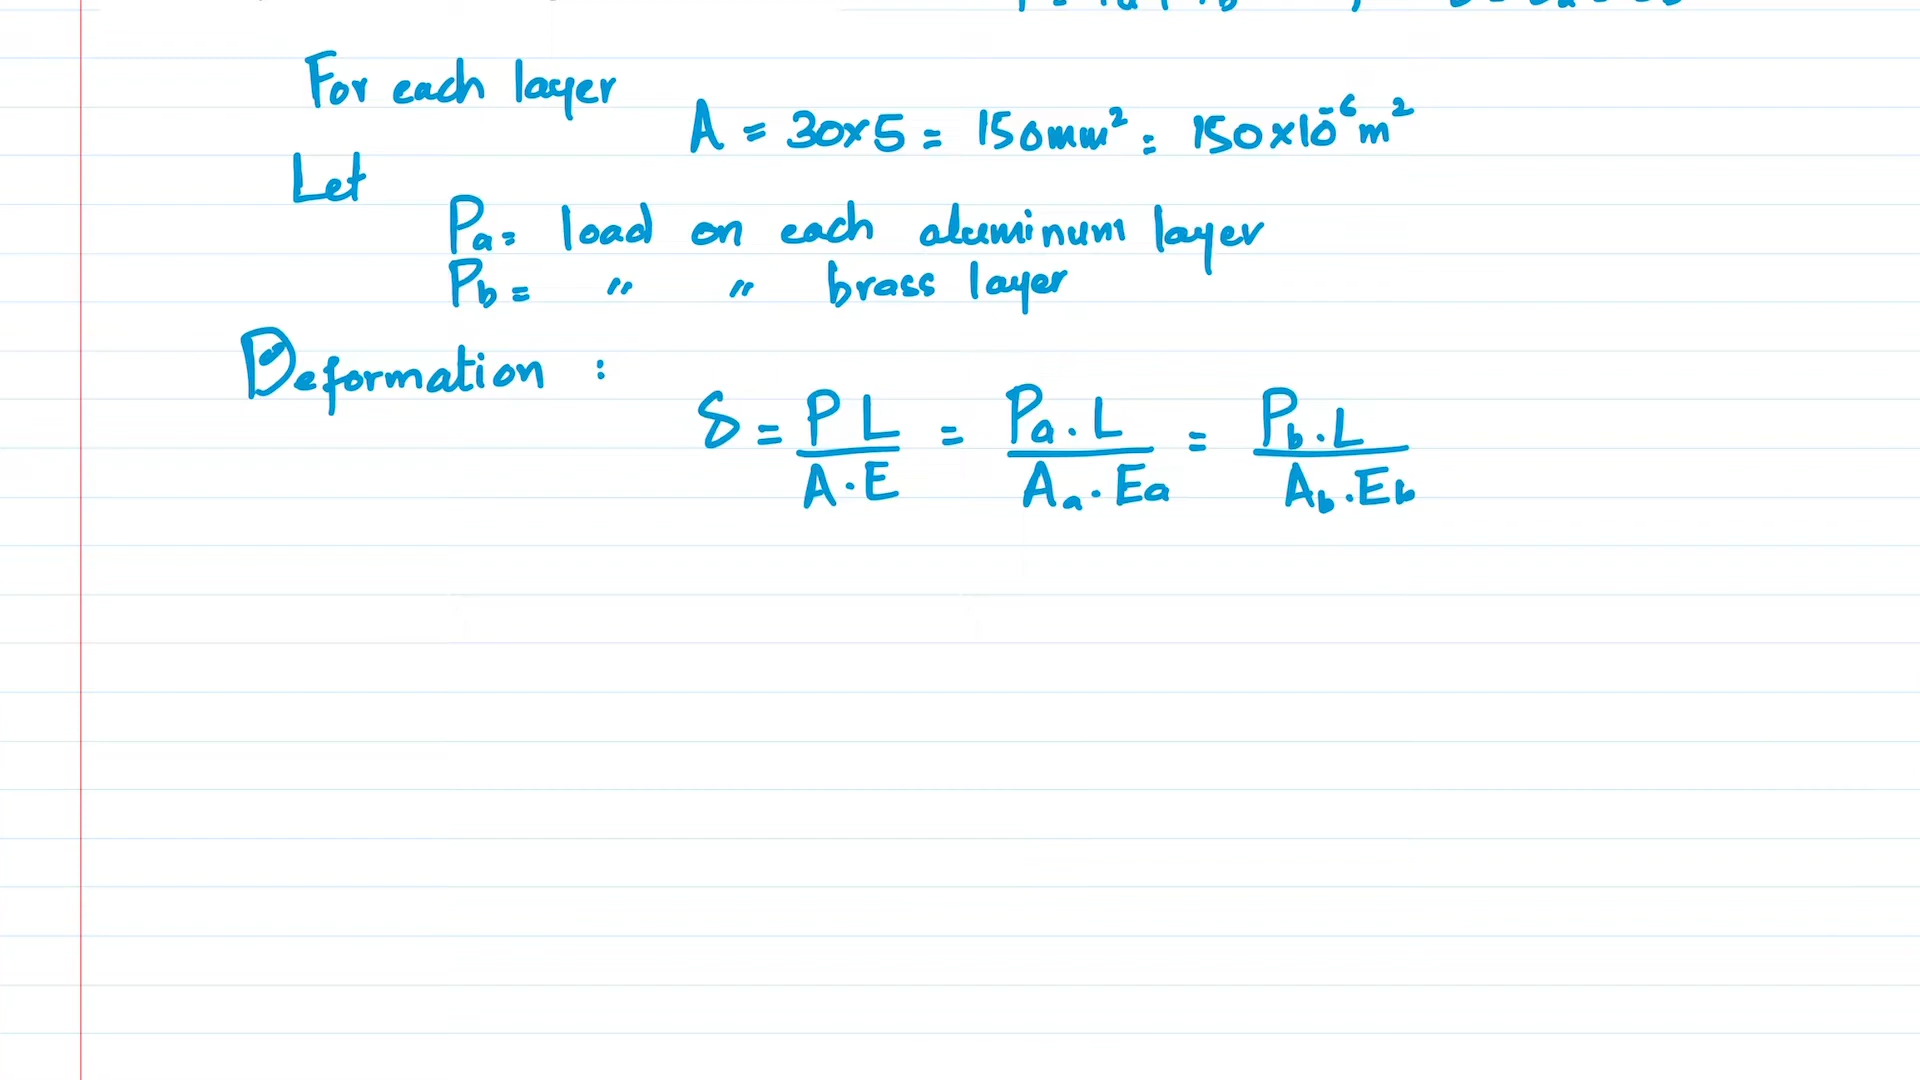 For each layer
A = 30x5 = 150mm² = 150x10⁻⁶m²
Let
Pa = load on each aluminum layer
Pb = " " brass layer
Deformation :
δ = P L / A · E = Pa · L / Aa · Ea = Pb · L / Ab · Eb